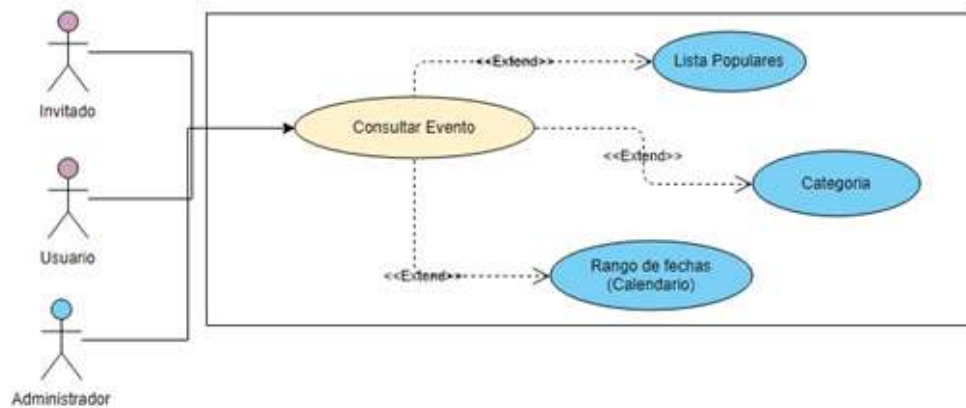 Invitado
Usuario
Administrador
Consultar Evento
<<Extend>>
Lista Populares
<<Extend>>
Categoria
<<Extend>>
Rango de fechas
(Calendario)